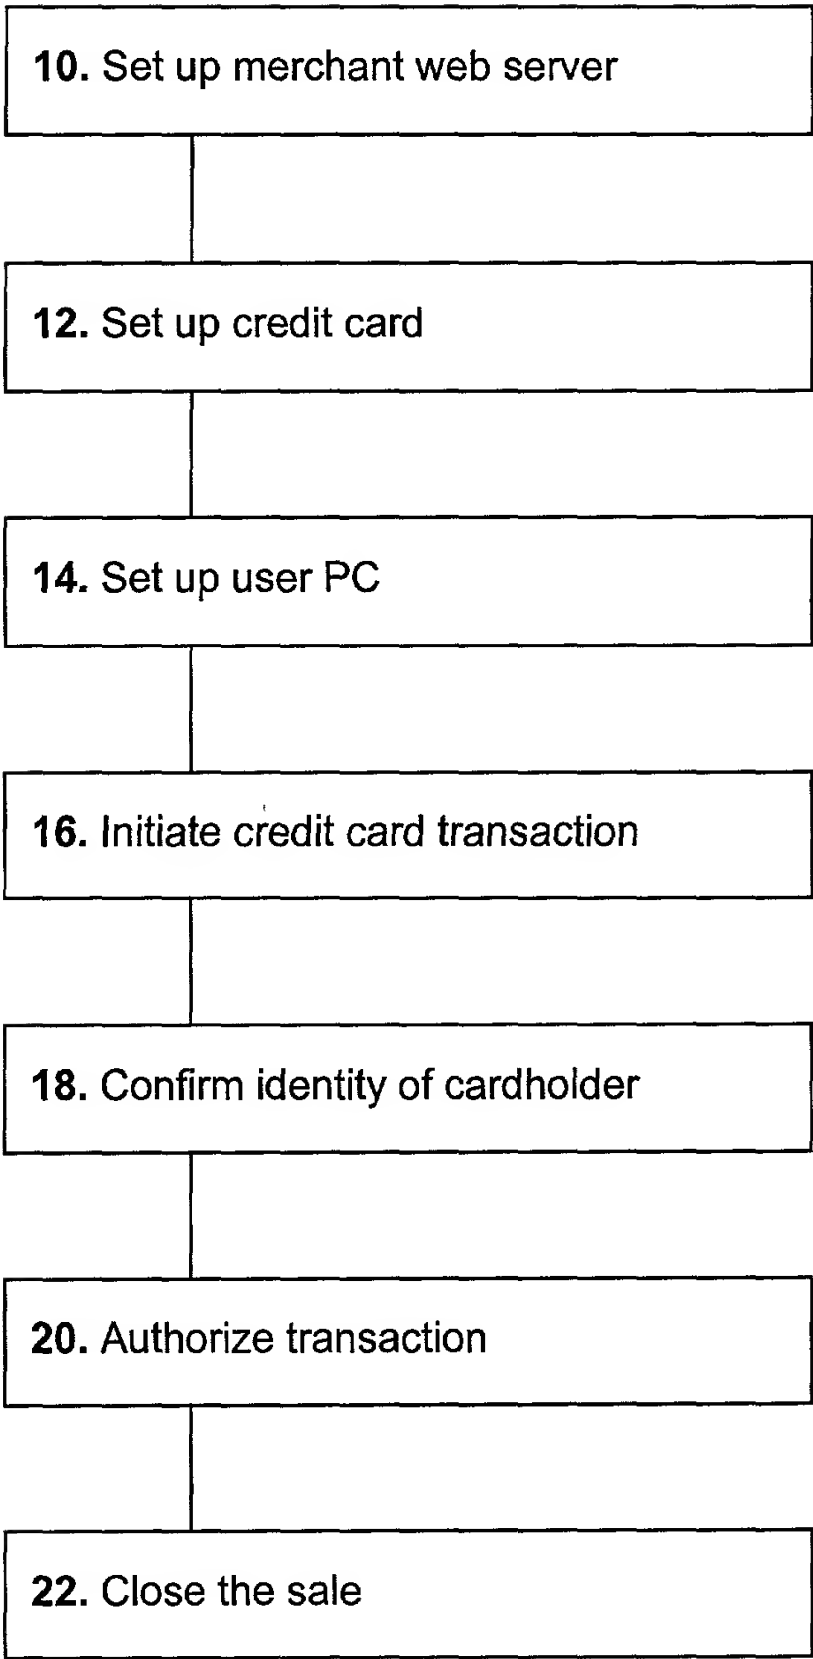 10. Set up merchant web server
12. Set up credit card
14. Set up user PC
16. Initiate credit card transaction
18. Confirm identity of cardholder
20. Authorize transaction
22. Close the sale